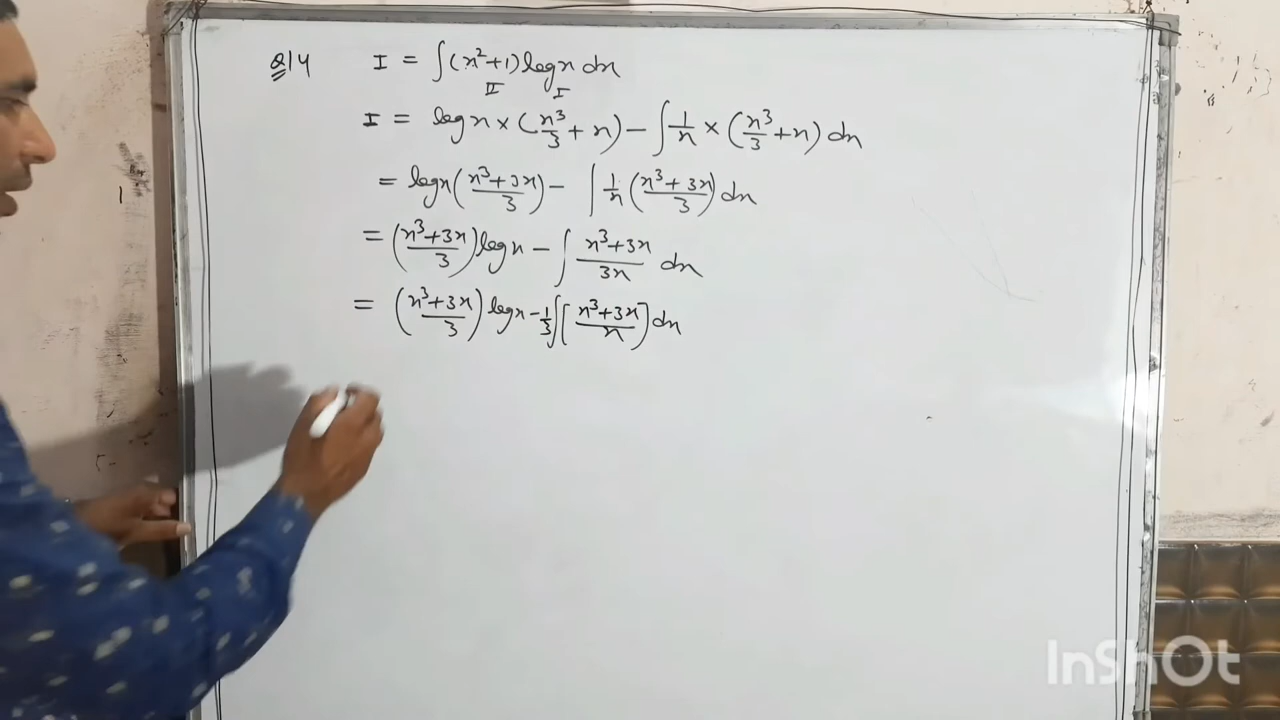 Q14 I = ∫(x²+1) log x dx
II I
I = log x × (x³/3 + x) − ∫ 1/x × (x³/3 + x) dx
= log x ((x³+3x)/3) − ∫ 1/x ((x³+3x)/3) dx
= ((x³+3x)/3) log x − ∫ (x³+3x)/3x dx
= ((x³+3x)/3) log x − 1/3 ∫ [(x³+3x)/x] dx
InShOt